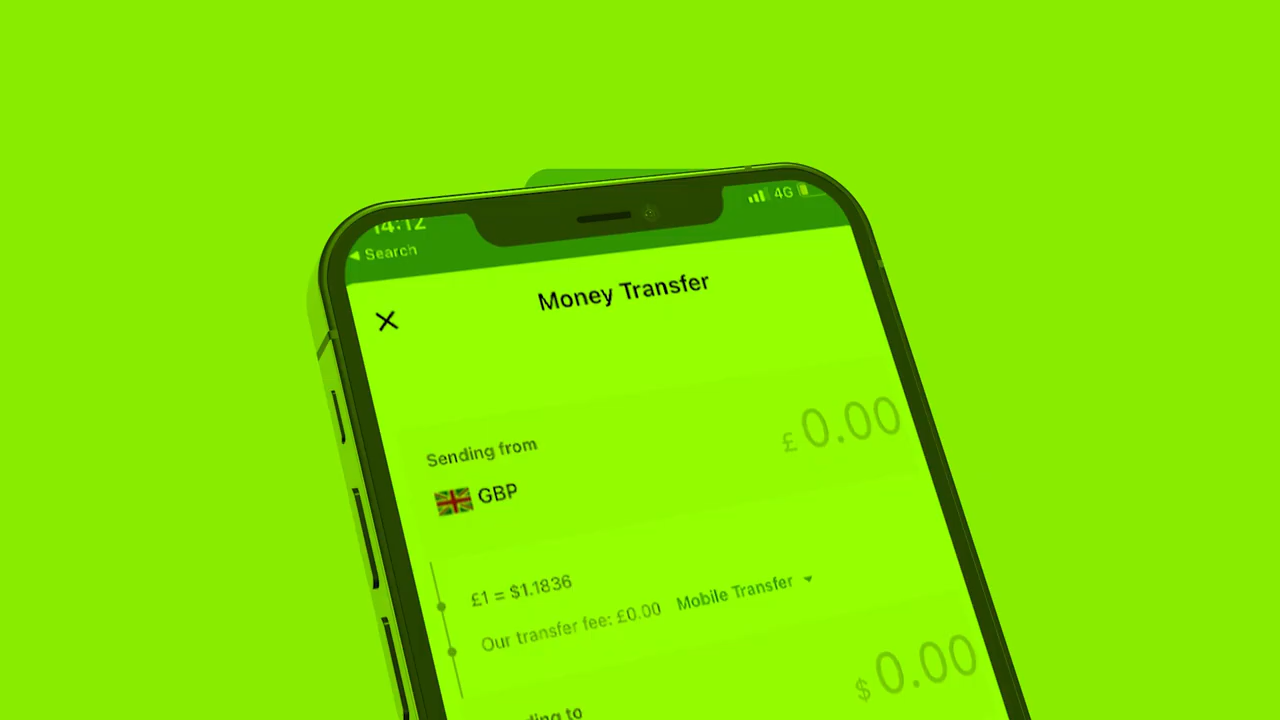 14:12
4G
Search
Money Transfer
Sending from
£ 0.00
GBP
£1 = $1.1836
Our transfer fee: £0.00 Mobile Transfer
$ 0.00
to